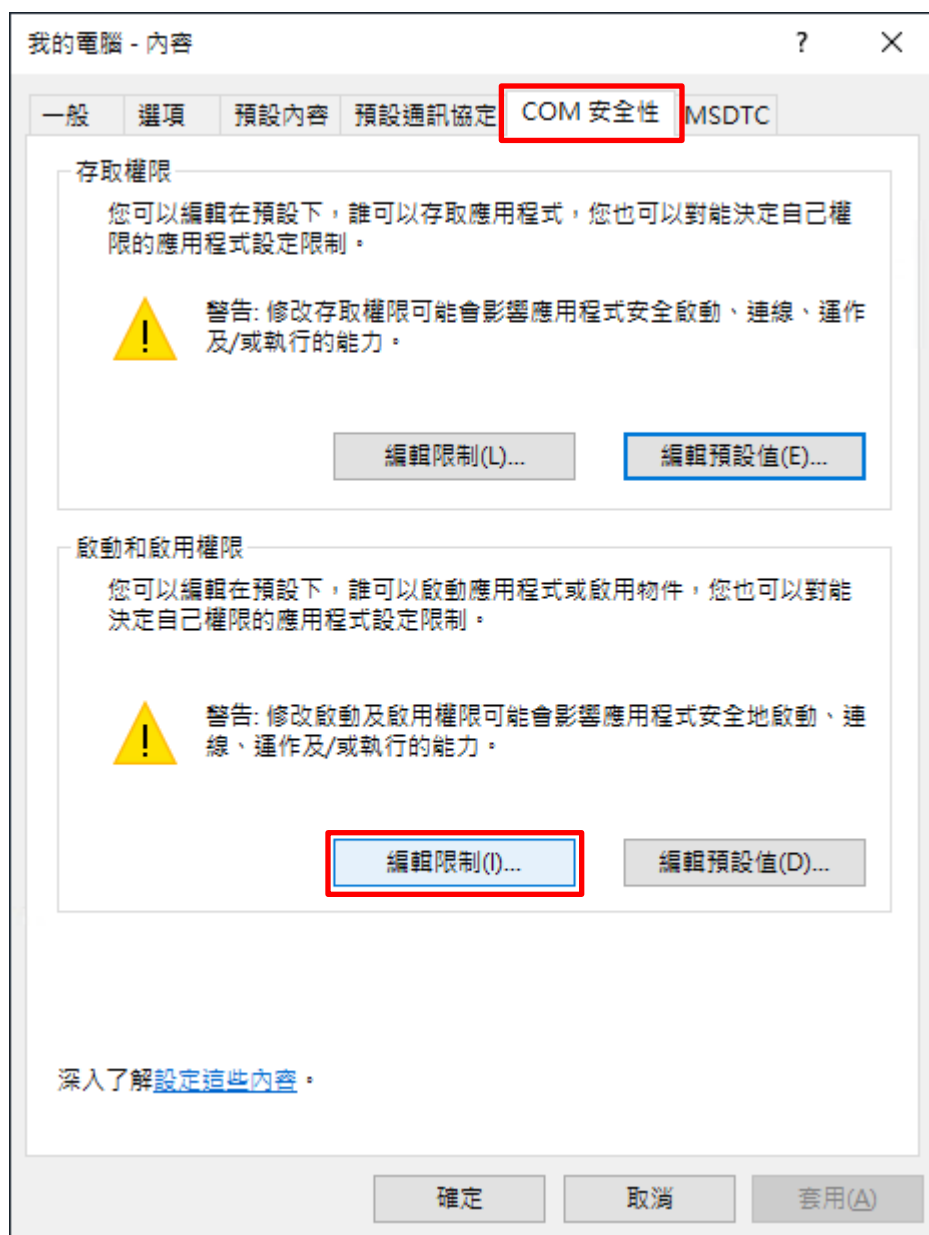 我的電腦 - 內容
?
一般
選項
預設內容
預設通訊協定
COM 安全性
MSDTC
存取權限
您可以編輯在預設下，誰可以存取應用程式，您也可以對能決定自己權
限的應用程式設定限制。
警告: 修改存取權限可能會影響應用程式安全啟動、連線、運作
及/或執行的能力。
編輯限制(L)...
編輯預設值(E)...
啟動和啟用權限
您可以編輯在預設下，誰可以啟動應用程式或啟用物件，您也可以對能
決定自己權限的應用程式設定限制。
警告: 修改啟動及啟用權限可能會影響應用程式安全地啟動、連
線、運作及/或執行的能力。
編輯限制(I)...
編輯預設值(D)...
深入了解設定這些內容。
確定
取消
套用(A)